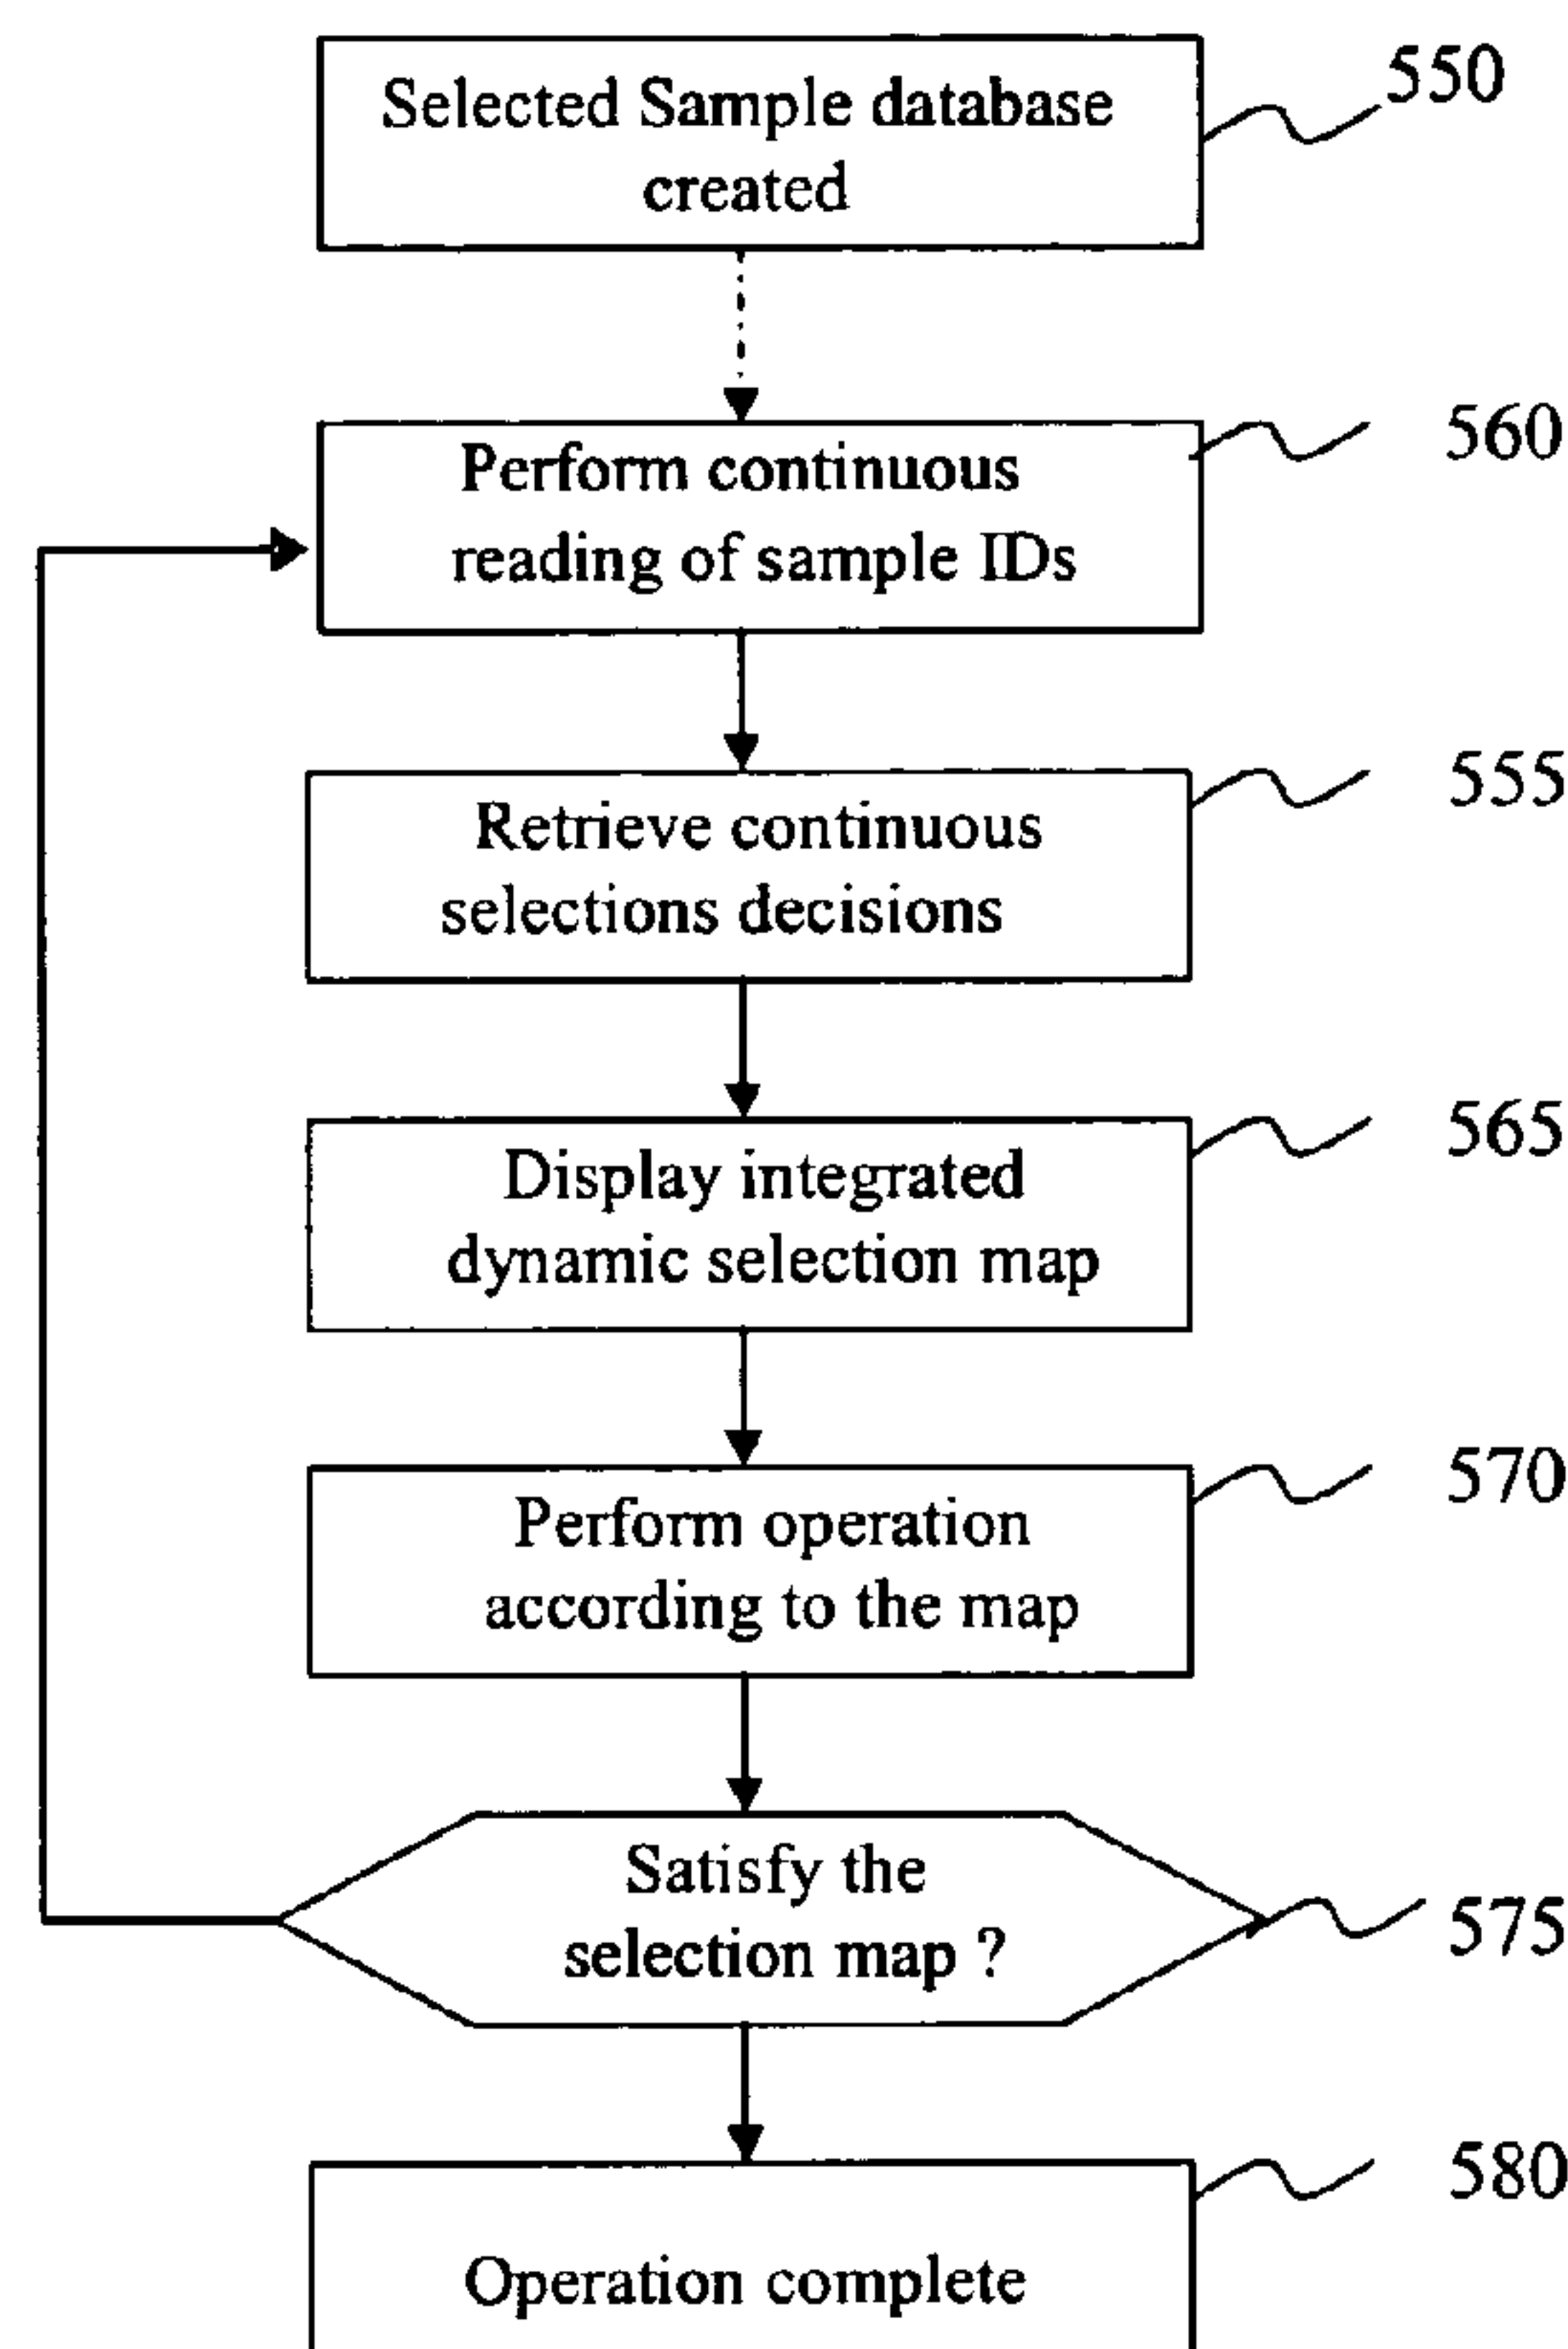 Selected Sample database
created
550
Perform continuous
reading of sample IDs
560
Retrieve continuous
selections decisions
555
Display integrated
dynamic selection map
565
Perform operation
according to the map
570
Satisfy the
selection map ?
575
Operation complete
580